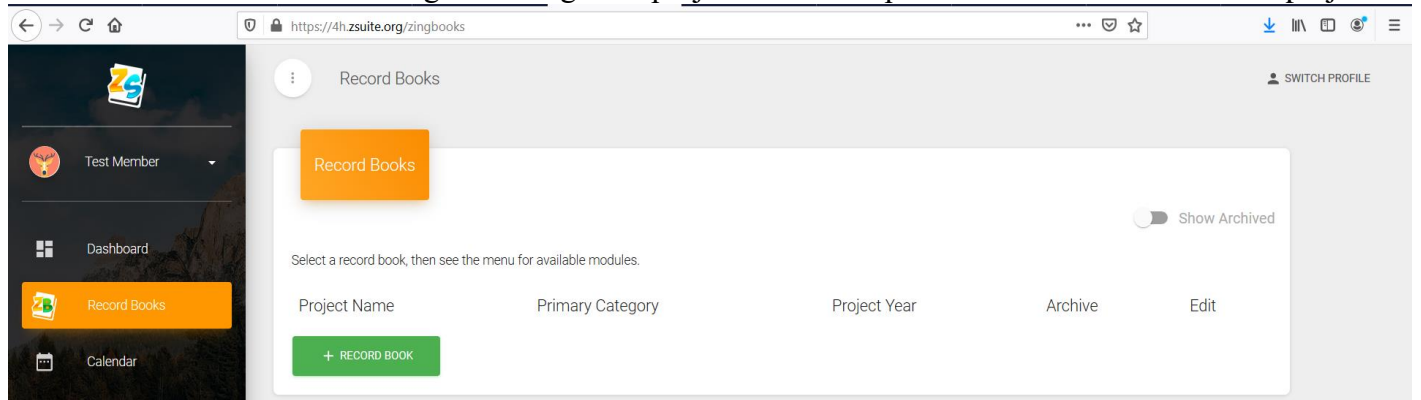 https://4h.zsuite.org/zingbooks
ZS
Record Books
SWITCH PROFILE
Test Member
Record Books
Show Archived
Dashboard
Select a record book, then see the menu for available modules.
ZB
Record Books
Project Name Primary Category Project Year Archive Edit
+ RECORD BOOK
Calendar